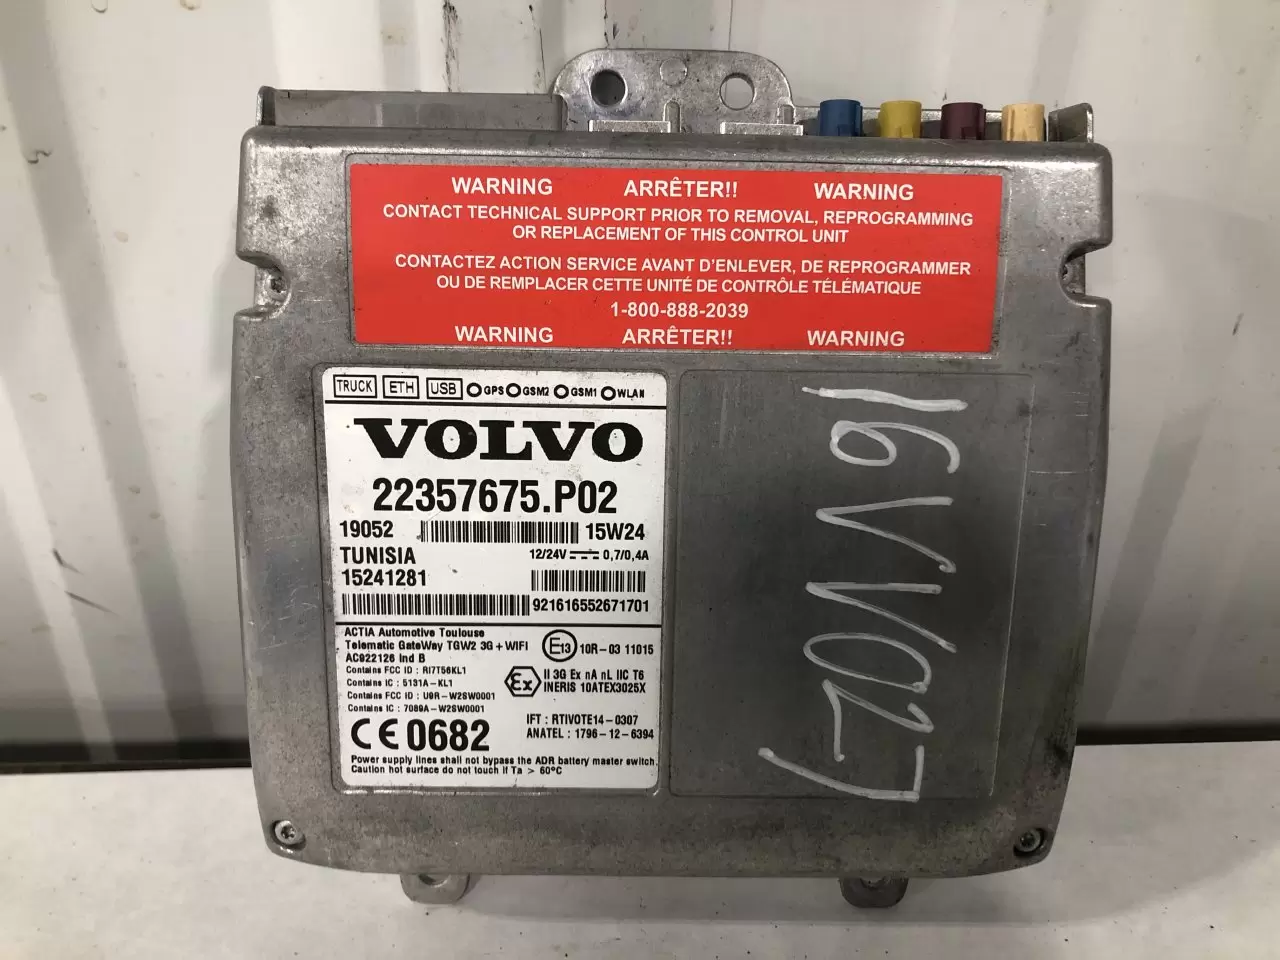 WARNING ARRÊTER!! WARNING
CONTACT TECHNICAL SUPPORT PRIOR TO REMOVAL, REPROGRAMMING
OR REPLACEMENT OF THIS CONTROL UNIT
CONTACTEZ ACTION SERVICE AVANT D'ENLEVER, DE REPROGRAMMER
OU DE REMPLACER CETTE UNITÉ DE CONTRÔLE TÉLÉMATIQUE
1-800-888-2039
WARNING ARRÊTER!! WARNING
TRUCK ETH USB GPS GSM2 GSM1 WLAN
VOLVO
22357675.P02
19052 15W24
TUNISIA 12/24V 0,7/0,4A
15241281
921616552671701
ACTIA Automotive Toulouse
Telematic GateWay TGW2 3G + WIFI
AC922126 Ind B
Contains FCC ID : RI7T56KL1
Contains IC : 5131A-KL1
Contains FCC ID : U9R-W2SW0001
Contains IC : 7089A-W2SW0001
E13 10R-03 11015
Ex II 3G Ex nA nL IIC T6
INERIS 10ATEX3025X
CE 0682
IFT : RTIVOTE14-0307
ANATEL : 1796-12-6394
Power supply lines shall not bypass the ADR battery master switch.
Caution hot surface do not touch if Ta > 60°C
16VV027